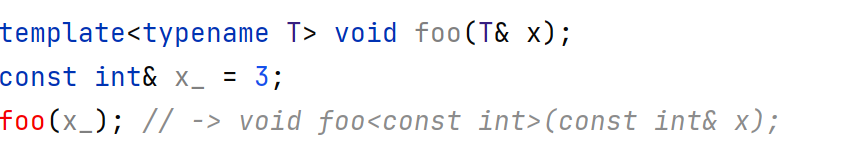 template<typename T> void foo(T& x);
const int& x_ = 3;
foo(x_); // -> void foo<const int>(const int& x);